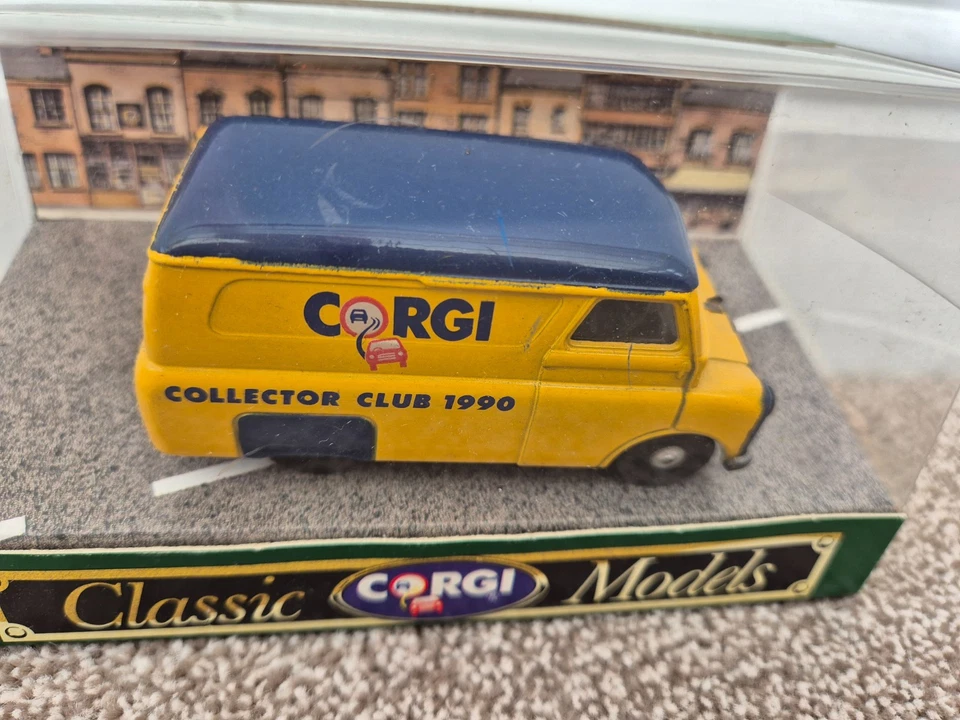 CORGI
COLLECTOR CLUB 1990
Classic CORGI Models